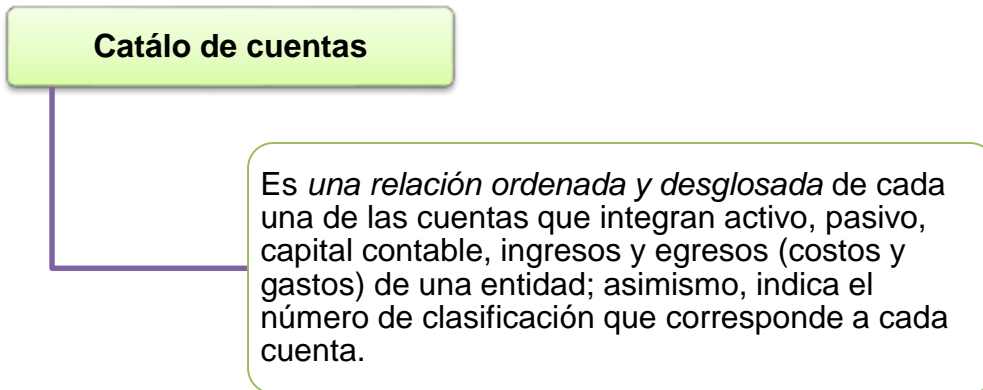 Catálo de cuentas
Es una relación ordenada y desglosada de cada
una de las cuentas que integran activo, pasivo,
capital contable, ingresos y egresos (costos y
gastos) de una entidad; asimismo, indica el
número de clasificación que corresponde a cada
cuenta.